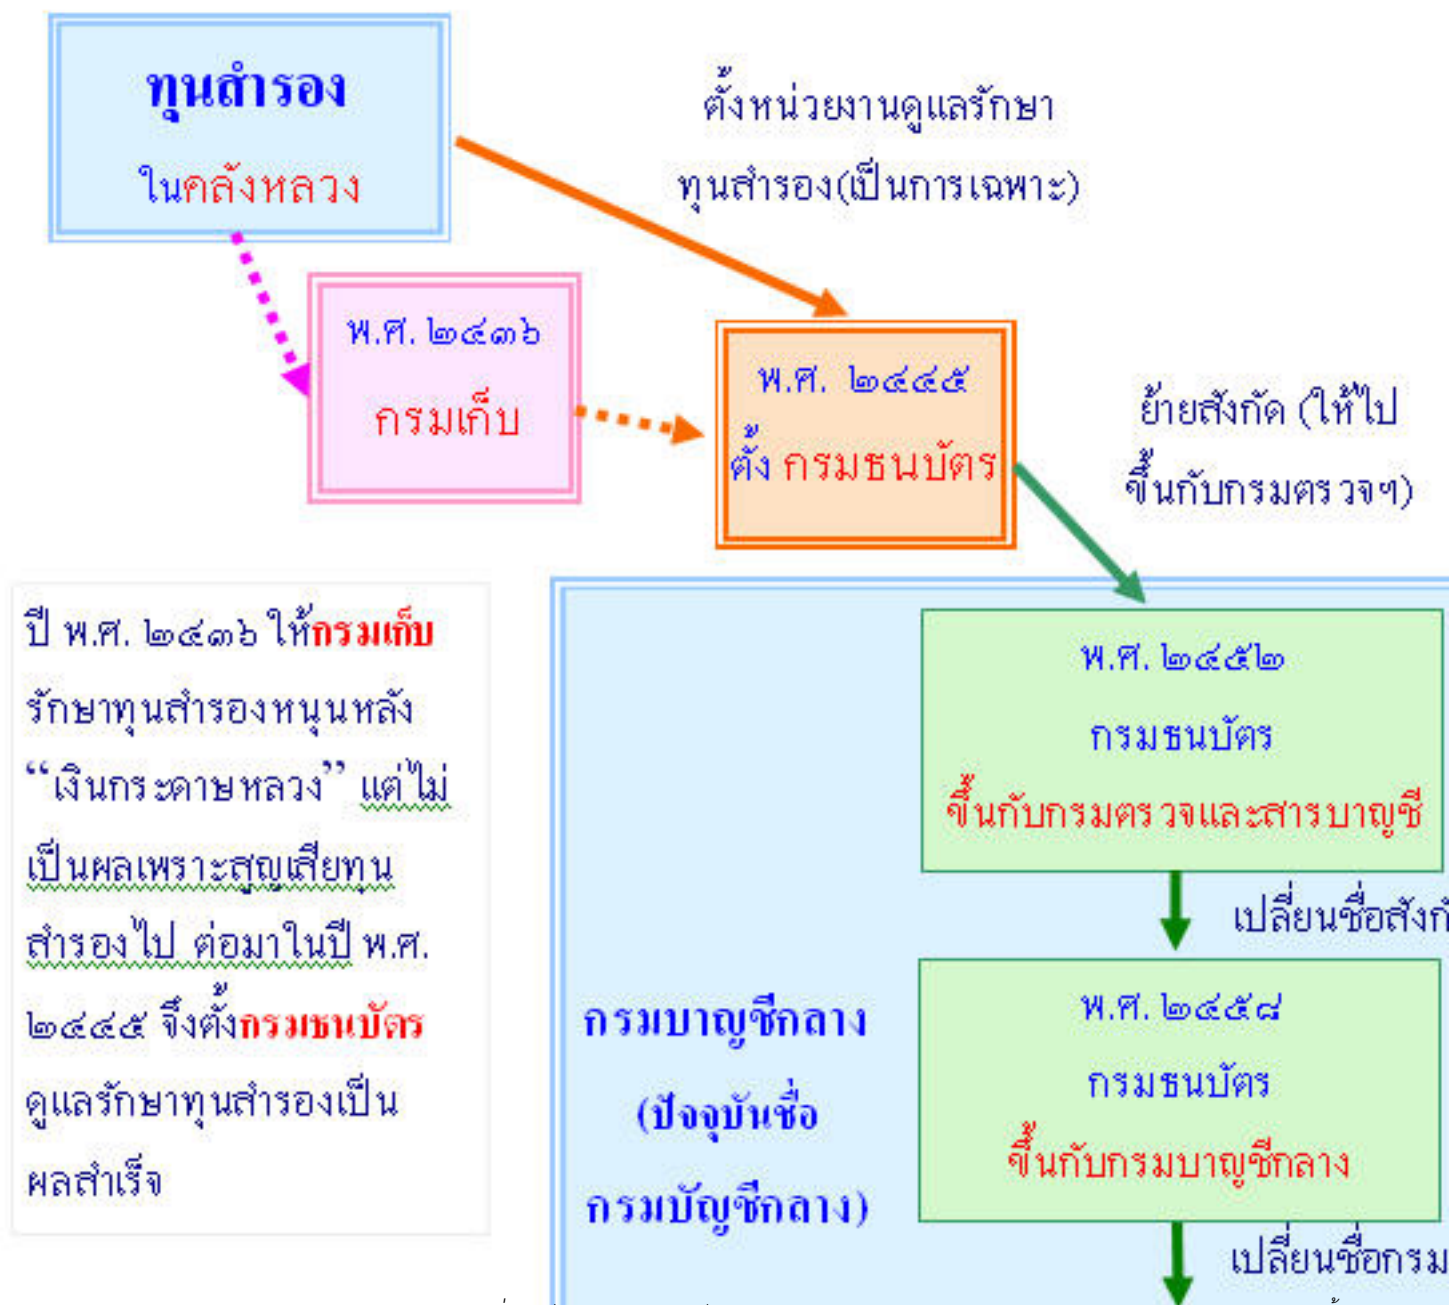 ทุนสำรอง
ในคลังหลวง
ตั้งหน่วยงานดูแลรักษา
ทุนสำรอง(เป็นการเฉพาะ)
พ.ศ. ๒๔๓๖
กรมเก็บ
พ.ศ. ๒๔๔๕
ตั้ง กรมธนบัตร
ย้ายสังกัด (ให้ไป
ขึ้นกับกรมตรวจฯ)
ปี พ.ศ. ๒๔๓๖ ให้กรมเก็บ
รักษาทุนสำรองหนุนหลัง
“เงินกระดาษหลวง” แต่ไม่
เป็นผลเพราะสูญเสียทุน
สำรองไป ต่อมาในปี พ.ศ.
๒๔๔๕ จึงตั้งกรมธนบัตร
ดูแลรักษาทุนสำรองเป็น
ผลสำเร็จ
พ.ศ. ๒๔๕๒
กรมธนบัตร
ขึ้นกับกรมตรวจและสารบาญชี
เปลี่ยนชื่อสังกั
กรมบาญชีกลาง
(ปัจจุบันชื่อ
กรมบัญชีกลาง)
พ.ศ. ๒๔๕๘
กรมธนบัตร
ขึ้นกับกรมบาญชีกลาง
เปลี่ยนชื่อกรม